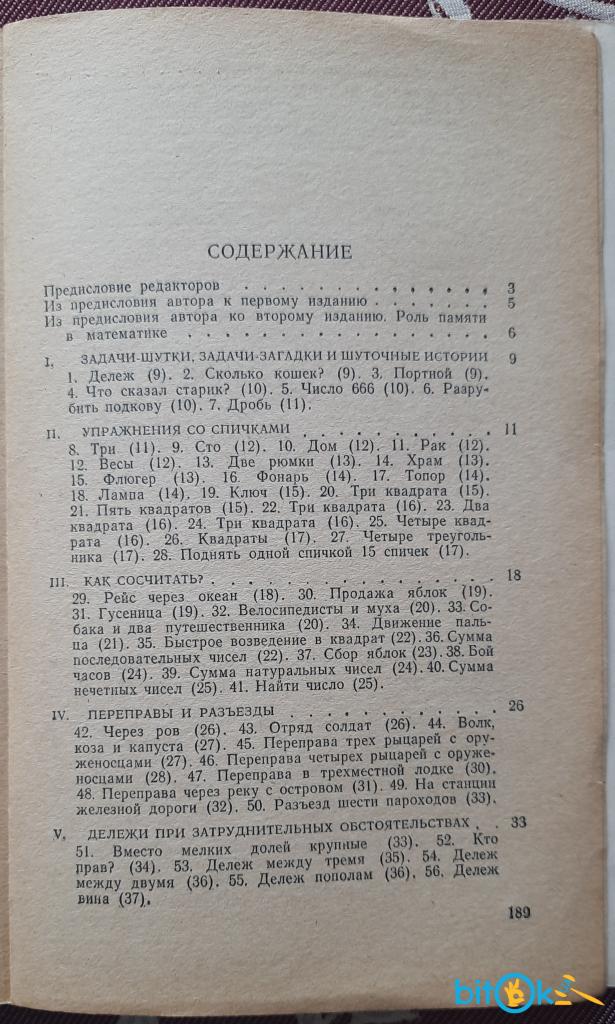 СОДЕРЖАНИЕ
Предисловие редакторов . . . . . . . . . . . . . 3
Из предисловия автора к первому изданию . . . . . . . 5
Из предисловия автора ко второму изданию. Роль памяти
в математике . . . . . . . . . . . . . . . . 6
I. ЗАДАЧИ-ШУТКИ, ЗАДАЧИ-ЗАГАДКИ И ШУТОЧНЫЕ ИСТОРИИ 9
1. Дележ (9). 2. Сколько кошек? (9). 3. Портной (9).
4. Что сказал старик? (10). 5. Число 666 (10). 6. Разру-
бить подкову (10). 7. Дробь (11).
II. УПРАЖНЕНИЯ СО СПИЧКАМИ . . . . . . . . . . 11
8. Три (11). 9. Сто (12). 10. Дом (12). 11. Рак (12).
12. Весы (12). 13. Две рюмки (13). 14. Храм (13).
15. Флюгер (13). 16. Фонарь (14). 17. Топор (14).
18. Лампа (14). 19. Ключ (15). 20. Три квадрата (15).
21. Пять квадратов (15). 22. Три квадрата (16). 23. Два
квадрата (16). 24. Три квадрата (16). 25. Четыре квад-
рата (16). 26. Квадраты (17). 27. Четыре треуголь-
ника (17). 28. Поднять одной спичкой 15 спичек (17).
III. КАК СОСЧИТАТЬ? . . . . . . . . . . . . . . 18
29. Рейс через океан (18). 30. Продажа яблок (19).
31. Гусеница (19). 32. Велосипедисты и муха (20). 33. Со-
бака и два путешественника (20). 34. Движение паль-
ца (21). 35. Быстрое возведение в квадрат (22). 36. Сумма
последовательных чисел (22). 37. Сбор яблок (23). 38. Бой
часов (24). 39. Сумма натуральных чисел (24). 40. Сумма
нечетных чисел (25). 41. Найти число (25).
IV. ПЕРЕПРАВЫ И РАЗЪЕЗДЫ . . . . . . . . . . . 26
42. Через ров (26). 43. Отряд солдат (26). 44. Волк,
коза и капуста (27). 45. Переправа трех рыцарей с ору-
женосцами (27). 46. Переправа четырех рыцарей с оруже-
носцами (28). 47. Переправа в трехместной лодке (30).
48. Переправа через реку с островом (31). 49. На станции
железной дороги (32). 50. Разъезд шести пароходов (33).
V. ДЕЛЕЖИ ПРИ ЗАТРУДНИТЕЛЬНЫХ ОБСТОЯТЕЛЬСТВАХ . . 33
51. Вместо мелких долей крупные (33). 52. Кто
прав? (34). 53. Дележ между тремя (35). 54. Дележ
между двумя (36). 55. Дележ пополам (36). 56. Дележ
вина (37).
189
bitOk